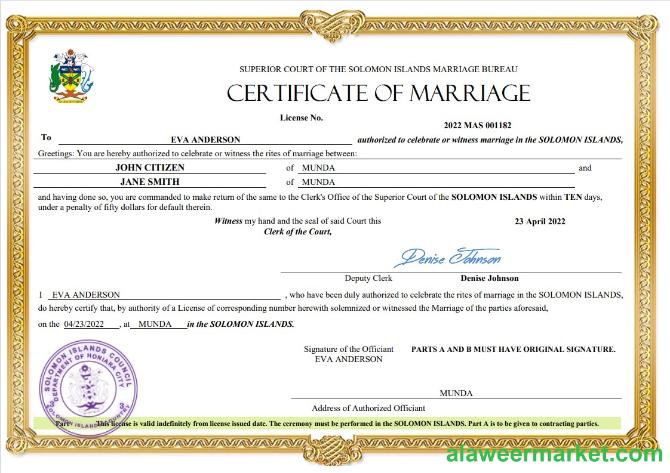 SUPERIOR COURT OF THE SOLOMON ISLANDS MARRIAGE BUREAU
CERTIFICATE OF MARRIAGE
License No.
2022 MAS 001182
To EVA ANDERSON authorized to celebrate or witness marriage in the SOLOMON ISLANDS,
Greetings: You are hereby authorized to celebrate or witness the rites of marriage between:
JOHN CITIZEN of MUNDA and
JANE SMITH of MUNDA
and having done so, you are commanded to make return of the same to the Clerk's Office of the Superior Court of the SOLOMON ISLANDS within TEN days,
under a penalty of fifty dollars for default therein.
Witness my hand and the seal of said Court this 23 April 2022
Clerk of the Court,
Denise Johnson
Deputy Clerk Denise Johnson
I EVA ANDERSON , who have been duly authorized to celebrate the rites of marriage in the SOLOMON ISLANDS,
do hereby certify that, by authority of a License of corresponding number herewith solemnized or witnessed the Marriage of the parties aforesaid,
on the 04/23/2022 , at MUNDA in the SOLOMON ISLANDS.
SOLOMON ISLANDS COUNCIL
DEPARTMENT OF HONIARA CITY
SOLOMON ISLANDS COUNTRY
Signature of the Officiant PARTS A AND B MUST HAVE ORIGINAL SIGNATURE.
EVA ANDERSON
MUNDA
Address of Authorized Officiant
Part This license is valid indefinitely from license issued date. The ceremony must be performed in the SOLOMON ISLANDS. Part A is to be given to contracting parties.
alaweermarket.com